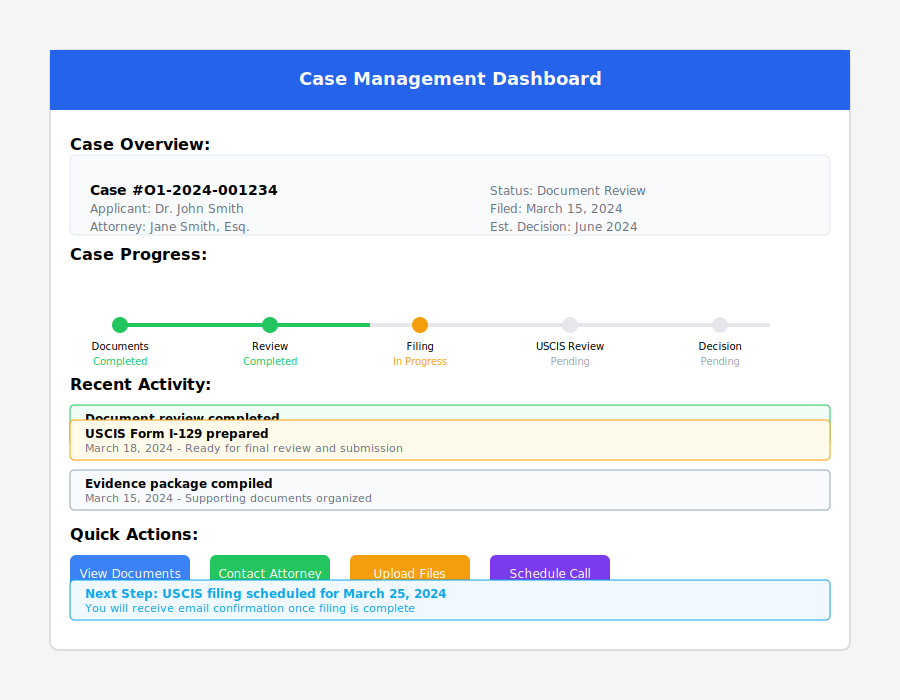 Case Management Dashboard
Case Overview:
Case #O1-2024-001234
Applicant: Dr. John Smith
Attorney: Jane Smith, Esq.
Status: Document Review
Filed: March 15, 2024
Est. Decision: June 2024
Case Progress:
Documents
Completed
Review
Completed
Filing
In Progress
USCIS Review
Pending
Decision
Pending
Recent Activity:
Document review completed
USCIS Form I-129 prepared
March 18, 2024 - Ready for final review and submission
Evidence package compiled
March 15, 2024 - Supporting documents organized
Quick Actions:
View Documents
Contact Attorney
Upload Files
Schedule Call
Next Step: USCIS filing scheduled for March 25, 2024
You will receive email confirmation once filing is complete